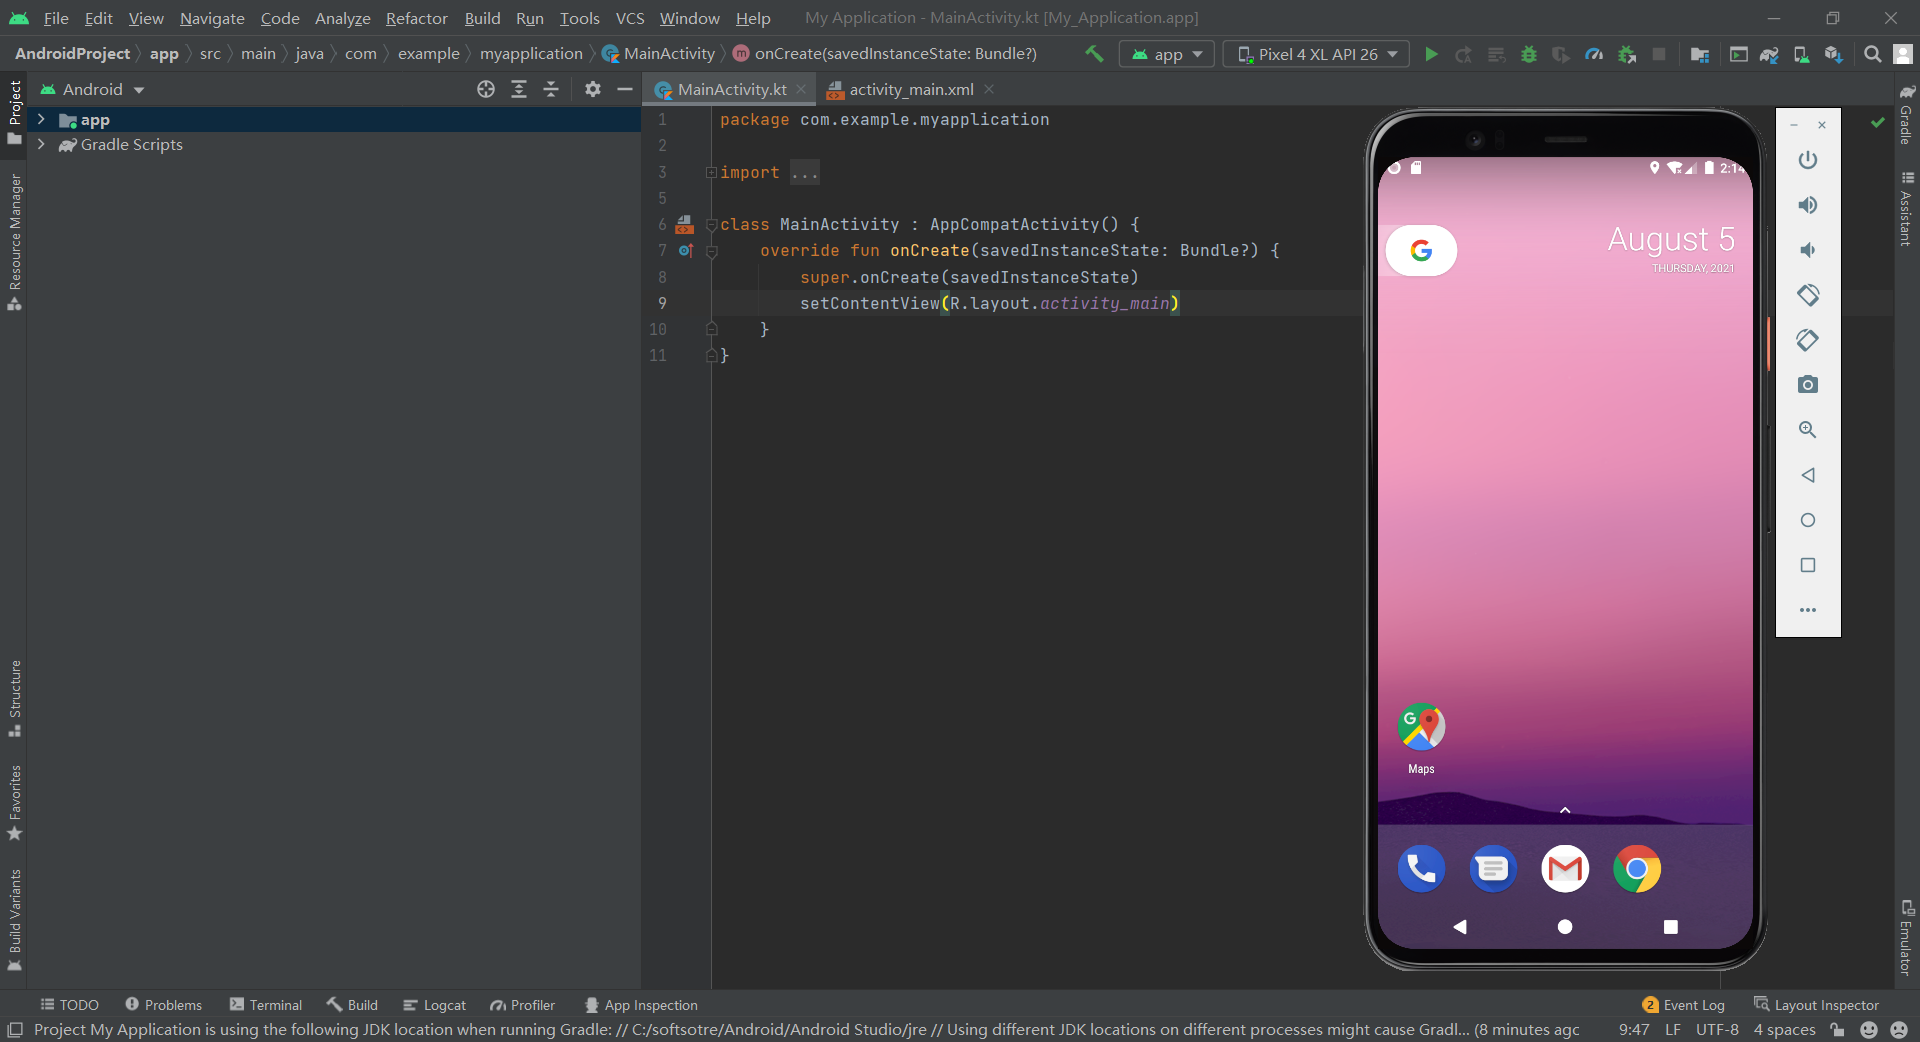 File Edit View Navigate Code Analyze Refactor Build Run Tools VCS Window Help My Application - MainActivity.kt [My_Application.app]
AndroidProject app src main java com example myapplication MainActivity m onCreate(savedInstanceState: Bundle?) app Pixel 4 XL API 26
Project
Resource Manager
Structure
Favorites
Build Variants
Android
app
Gradle Scripts
MainActivity.kt activity_main.xml
1 package com.example.myapplication
2
3 import ...
5
6 class MainActivity : AppCompatActivity() {
7 override fun onCreate(savedInstanceState: Bundle?) {
8 super.onCreate(savedInstanceState)
9 setContentView(R.layout.activity_main)
10 }
11 }
2:14
August 5
THURSDAY, 2021
Maps
Gradle
Assistant
Emulator
TODO Problems Terminal Build Logcat Profiler App Inspection 2 Event Log Layout Inspector
Project My Application is using the following JDK location when running Gradle: // C:/softsotre/Android/Android Studio/jre // Using different JDK locations on different processes might cause Gradl... (8 minutes agc 9:47 LF UTF-8 4 spaces